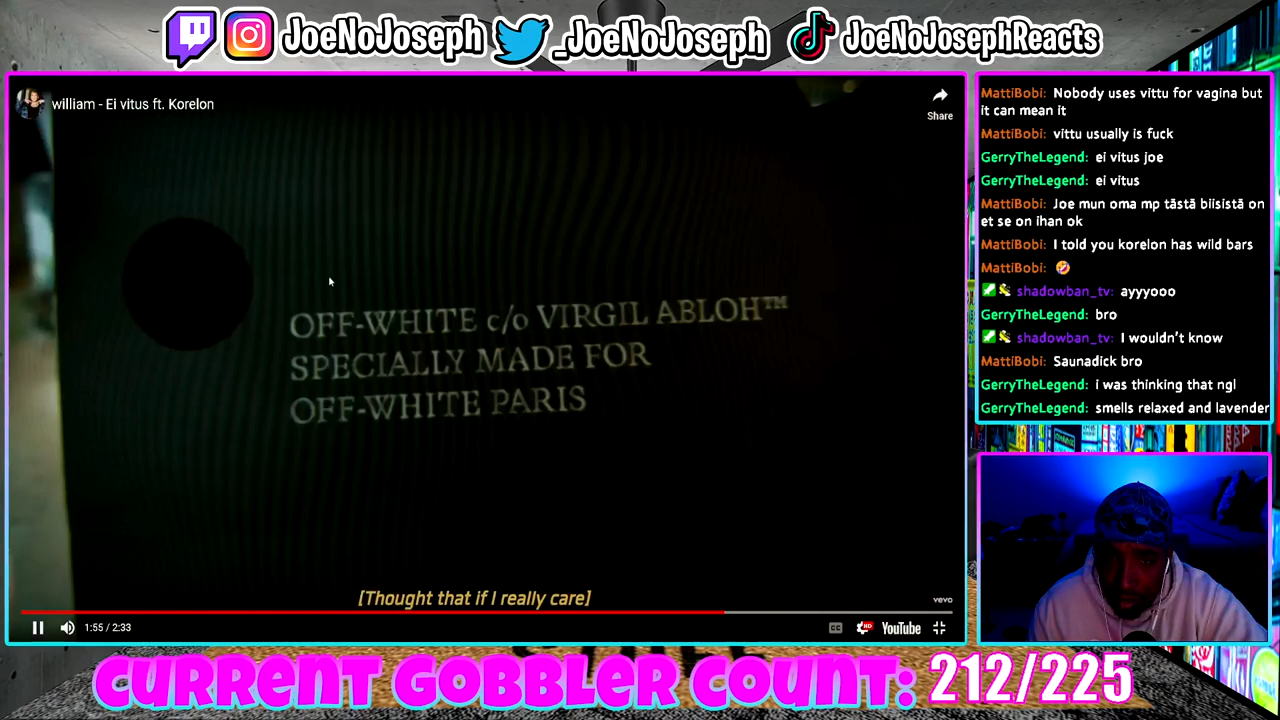 JoeNoJoseph _JoeNoJoseph JoeNoJosephReacts
william - Ei vitus ft. Korelon
Share
OFF-WHITE c/o VIRGIL ABLOH™
SPECIALLY MADE FOR
OFF-WHITE PARIS
[Thought that if I really care]
vevo
1:55 / 2:33
CC
HD
YouTube
MattiBobi: Nobody uses vittu for vagina but
it can mean it
MattiBobi: vittu usually is fuck
GerryTheLegend: ei vitus joe
GerryTheLegend: ei vitus
MattiBobi: Joe mun oma mp tästä biisistä on
et se on ihan ok
MattiBobi: I told you korelon has wild bars
MattiBobi: 🤣
shadowban_tv: ayyyooo
GerryTheLegend: bro
shadowban_tv: I wouldn't know
MattiBobi: Saunadick bro
GerryTheLegend: i was thinking that ngl
GerryTheLegend: smells relaxed and lavender
CURRENT GOBBLER COUNT: 212/225